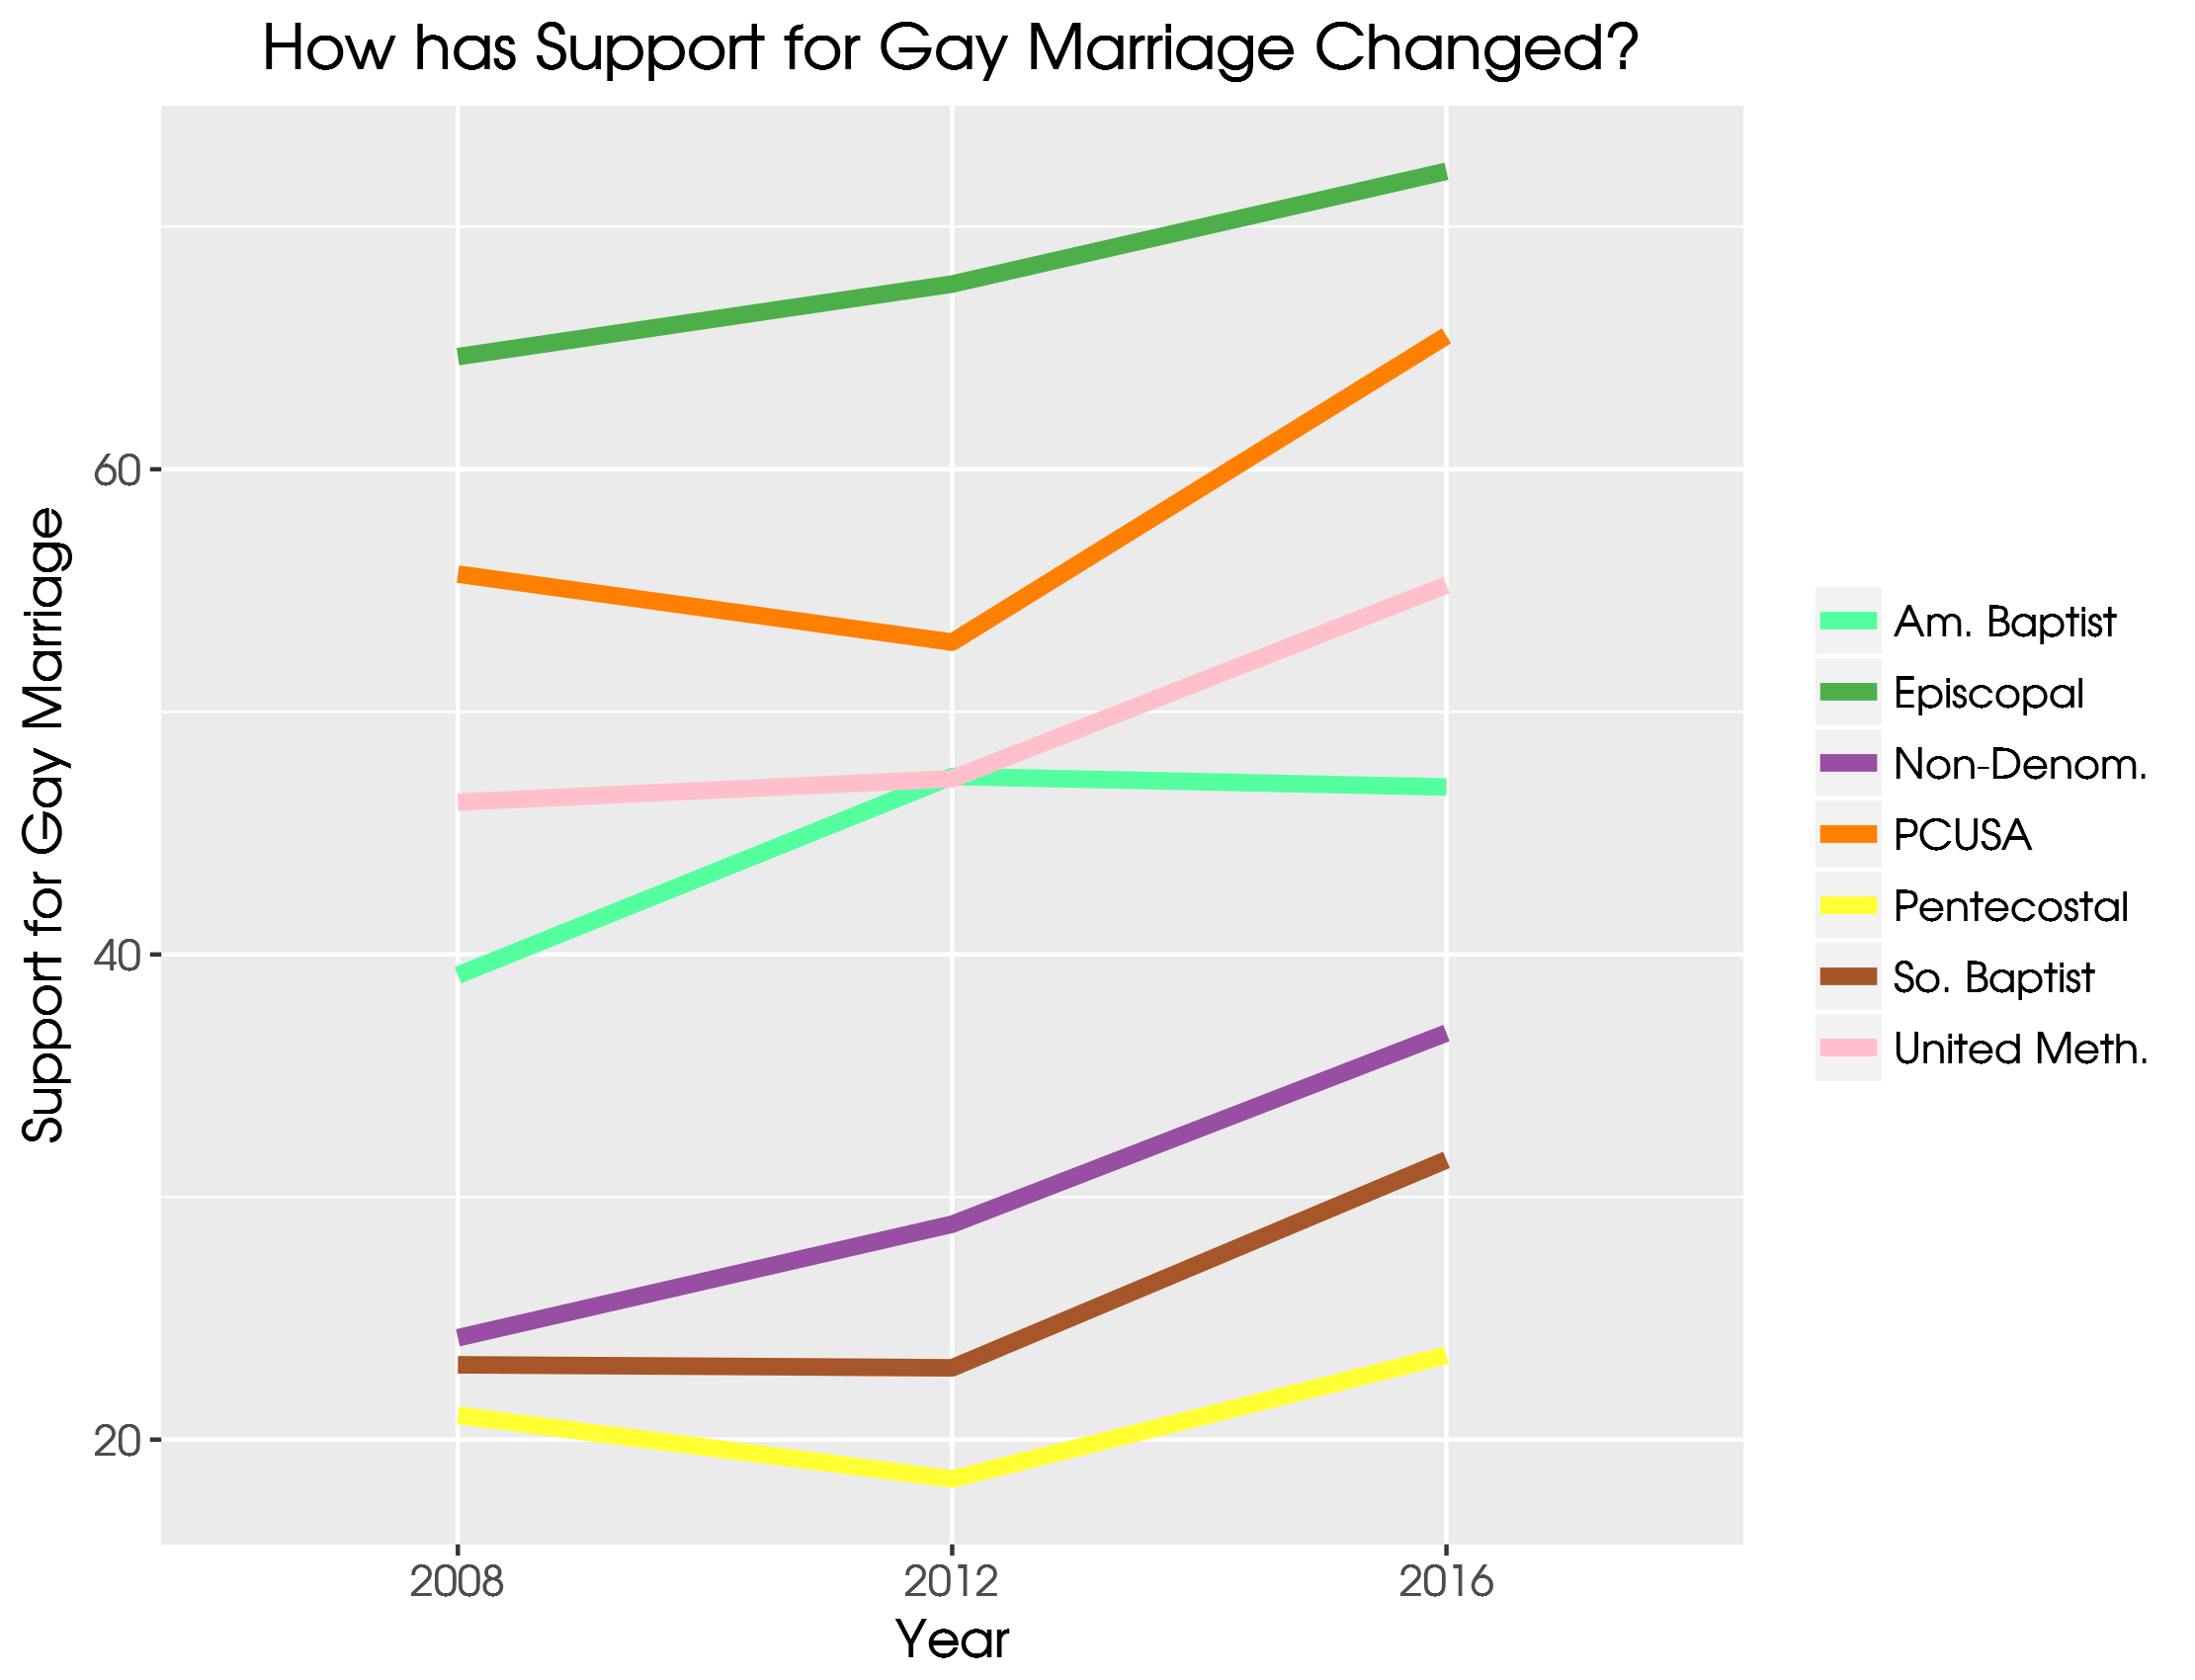 How has Support for Gay Marriage Changed?
Support for Gay Marriage
60
40
20
2008
2012
2016
Year
Am. Baptist
Episcopal
Non-Denom.
PCUSA
Pentecostal
So. Baptist
United Meth.